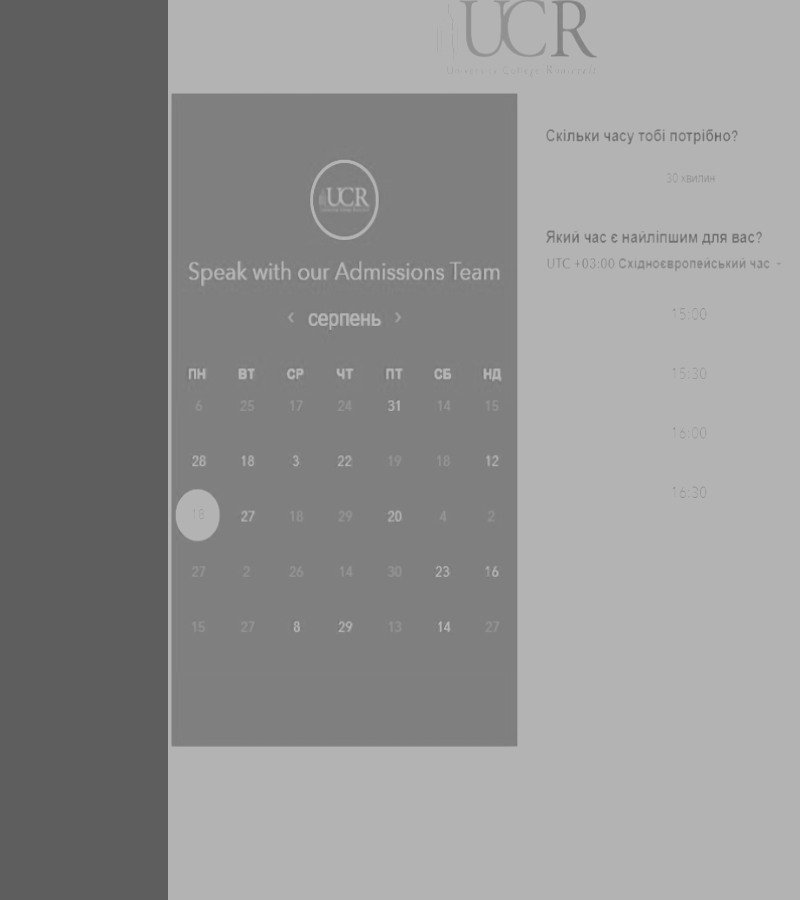 UCR
University College Roosevelt
UCR
Speak with our Admissions Team
серпень
ПН ВТ СР ЧТ ПТ СБ НД
6 25 17 24 31 14 15
28 18 3 22 19 18 12
18 27 18 29 20 4 2
27 2 26 14 30 23 16
15 27 8 29 13 14 27
Скільки часу тобі потрібно?
30 хвилин
Який час є найліпшим для вас?
UTC +03:00 Східноєвропейський час
15:00
15:30
16:00
16:30